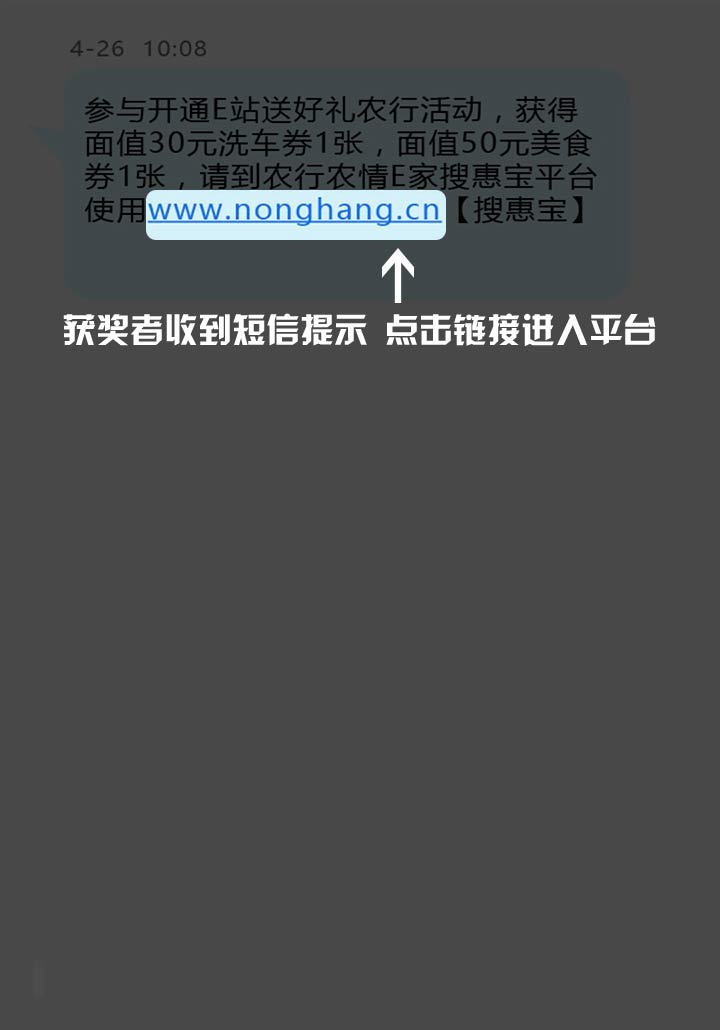 4-26 10:08
参与开通E站送好礼农行活动，获得
面值30元洗车券1张，面值50元美食
券1张，请到农行农情E家搜惠宝平台
使用www.nonghang.cn【搜惠宝】
获奖者收到短信提示 点击链接进入平台